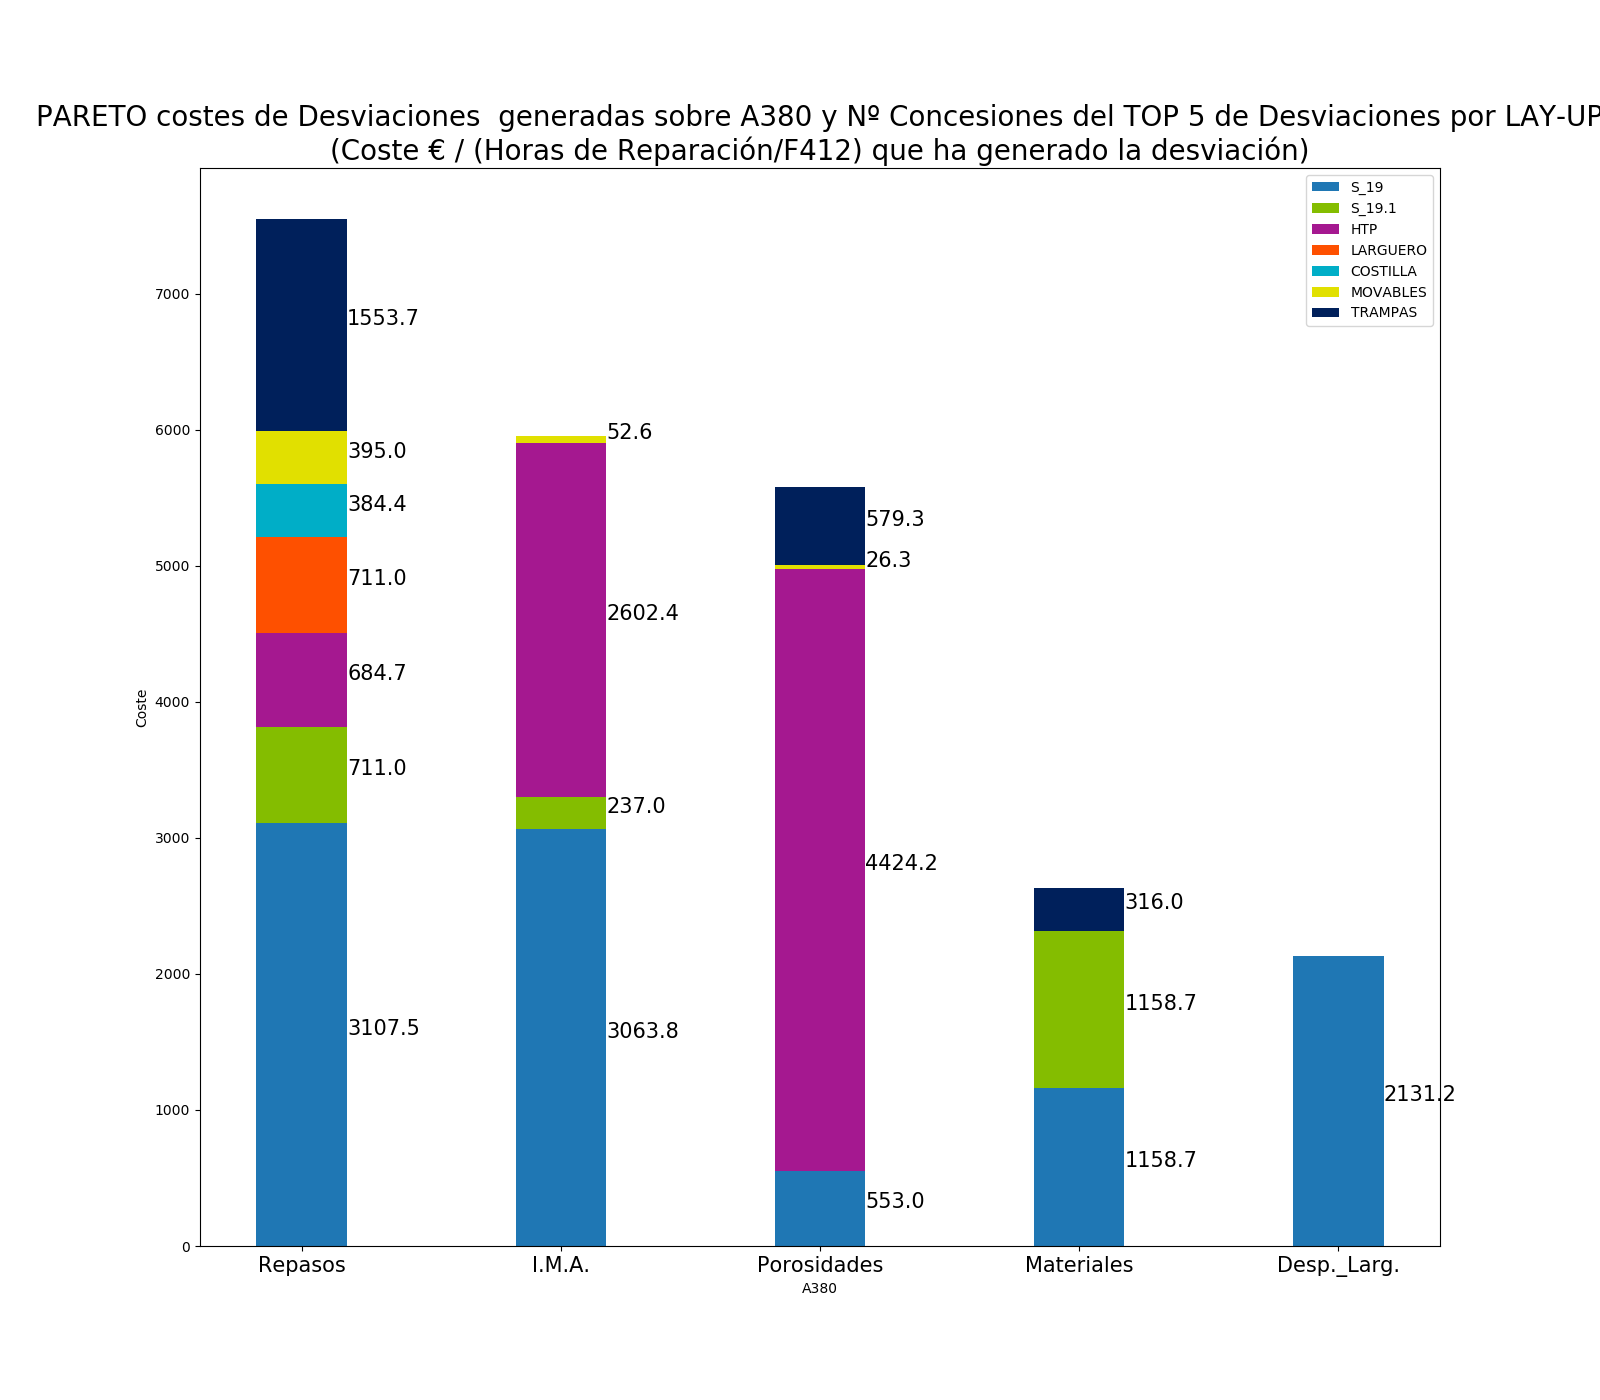 PARETO costes de Desviaciones  generadas sobre A380 y Nº Concesiones del TOP 5 de Desviaciones por LAY-UP
(Coste € / (Horas de Reparación/F412) que ha generado la desviación)
S_19
S_19.1
HTP
LARGUERO
COSTILLA
MOVABLES
TRAMPAS
7000
6000
5000
4000
3000
2000
1000
0
Coste
1553.7
395.0
384.4
711.0
684.7
711.0
3107.5
52.6
2602.4
237.0
3063.8
579.3
26.3
4424.2
553.0
316.0
1158.7
1158.7
2131.2
Repasos
I.M.A.
Porosidades
Materiales
Desp._Larg.
A380